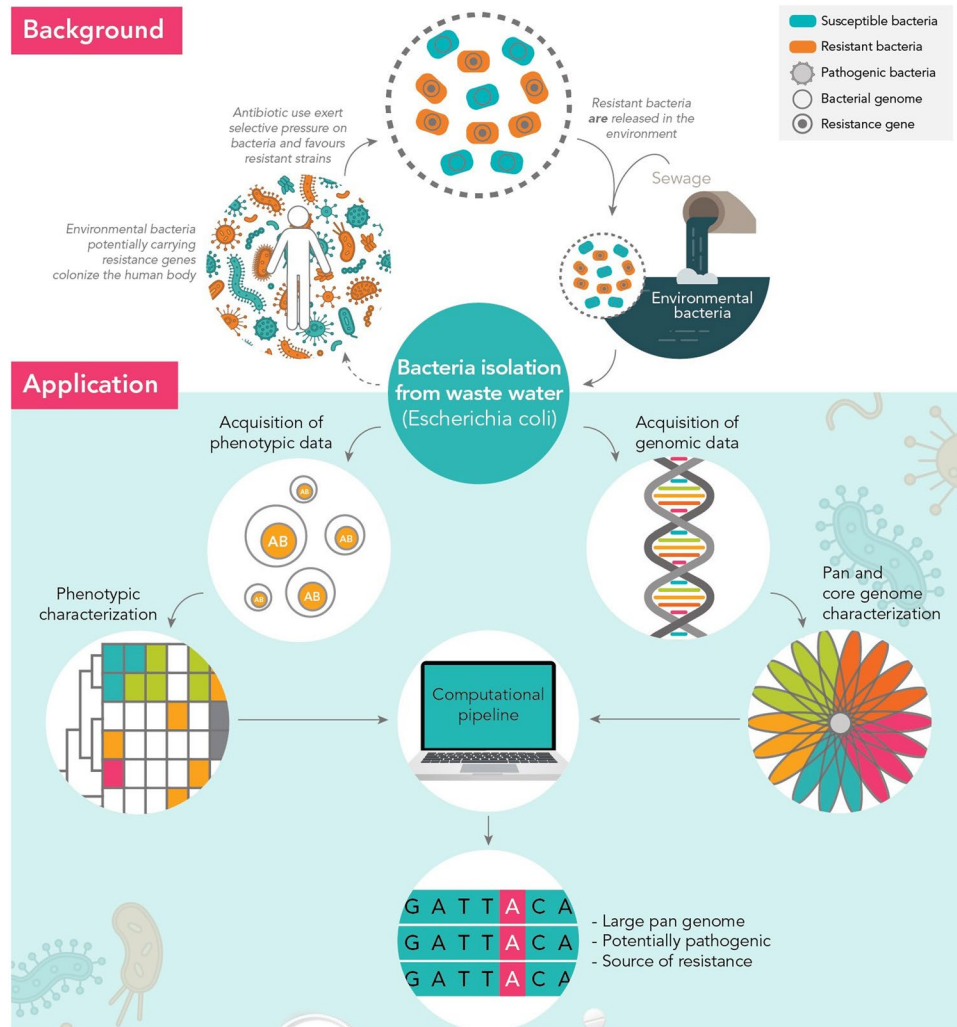 Background
Susceptible bacteria
Resistant bacteria
Pathogenic bacteria
Bacterial genome
Resistance gene
Antibiotic use exert
selective pressure on
bacteria and favours
resistant strains
Resistant bacteria
are released in the
environment
Sewage
Environmental bacteria
potentially carrying
resistance genes
colonize the human body
Environmental
bacteria
Bacteria isolation
from waste water
(Escherichia coli)
Application
Acquisition of
phenotypic data
Acquisition of
genomic data
AB
AB
AB
AB
AB
Phenotypic
characterization
Pan and
core genome
characterization
Computational
pipeline
G A T T A C A
G A T T A C A
G A T T A C A
- Large pan genome
- Potentially pathogenic
- Source of resistance